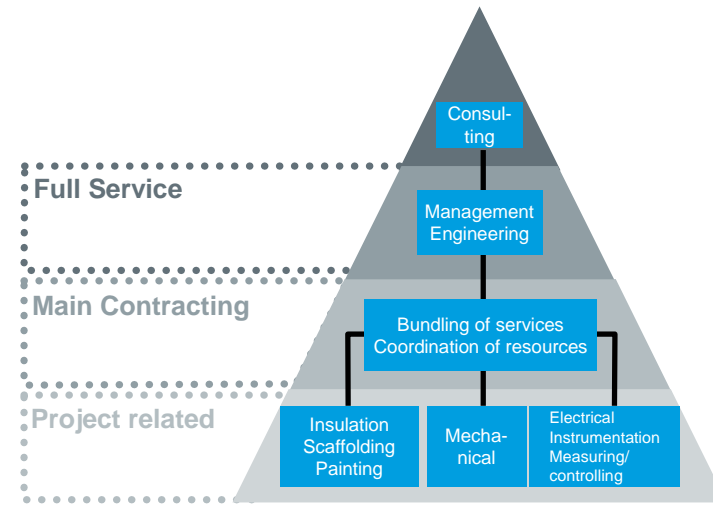 Consul-
ting
Full Service
Management
Engineering
Main Contracting
Bundling of services
Coordination of resources
Project related
Insulation
Scaffolding
Painting
Mecha-
nical
Electrical
Instrumentation
Measuring/
controlling